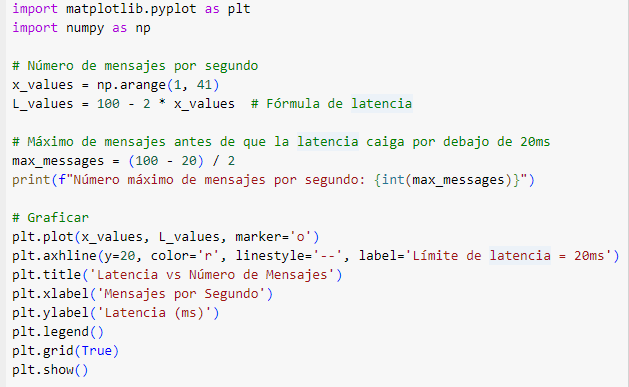 import matplotlib.pyplot as plt
import numpy as np
# Número de mensajes por segundo
x_values = np.arange(1, 41)
L_values = 100 - 2 * x_values  # Fórmula de latencia
# Máximo de mensajes antes de que la latencia caiga por debajo de 20ms
max_messages = (100 - 20) / 2
print(f"Número máximo de mensajes por segundo: {int(max_messages)}")
# Graficar
plt.plot(x_values, L_values, marker='o')
plt.axhline(y=20, color='r', linestyle='--', label='Límite de latencia = 20ms')
plt.title('Latencia vs Número de Mensajes')
plt.xlabel('Mensajes por Segundo')
plt.ylabel('Latencia (ms)')
plt.legend()
plt.grid(True)
plt.show()